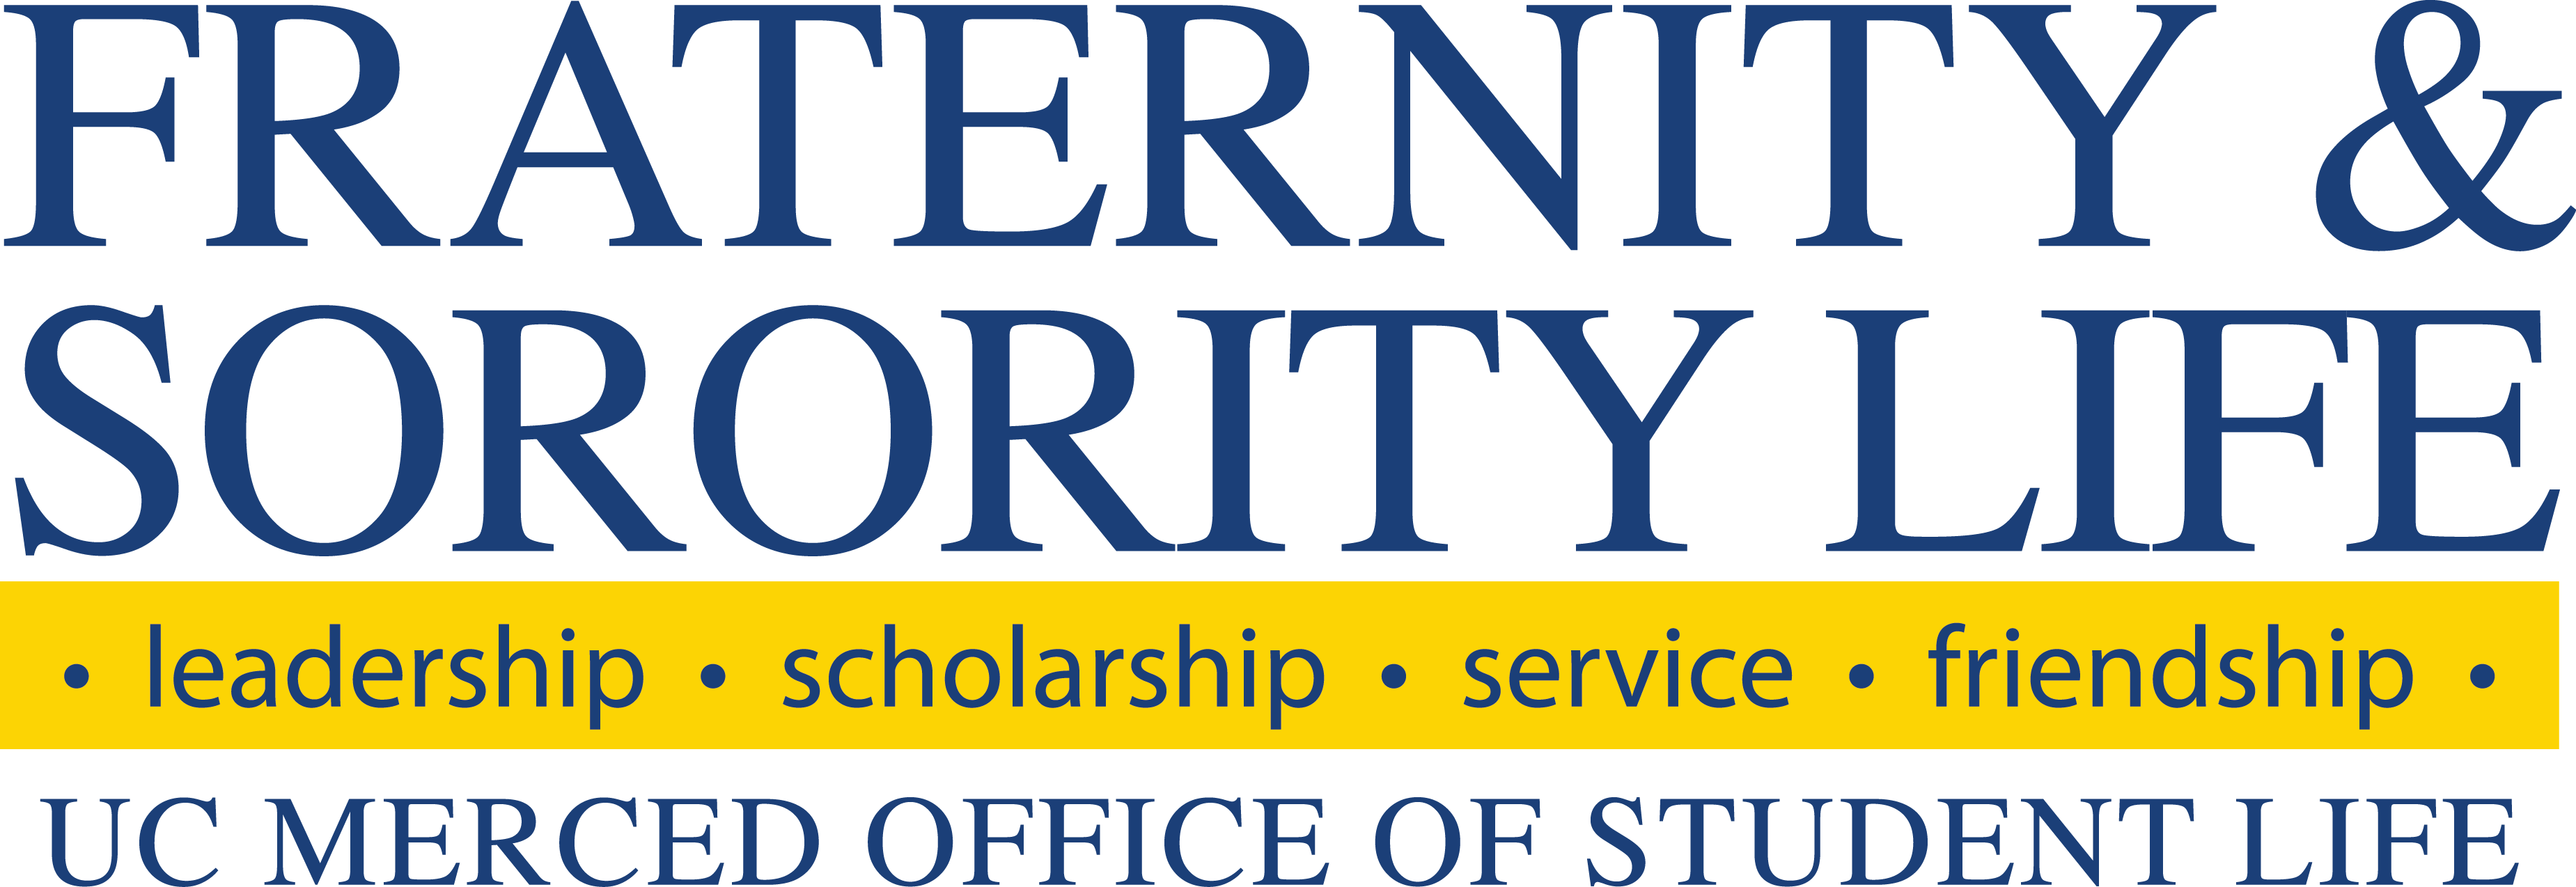 FRATERNITY &
SORORITY LIFE
• leadership • scholarship • service • friendship •
UC MERCED OFFICE OF STUDENT LIFE